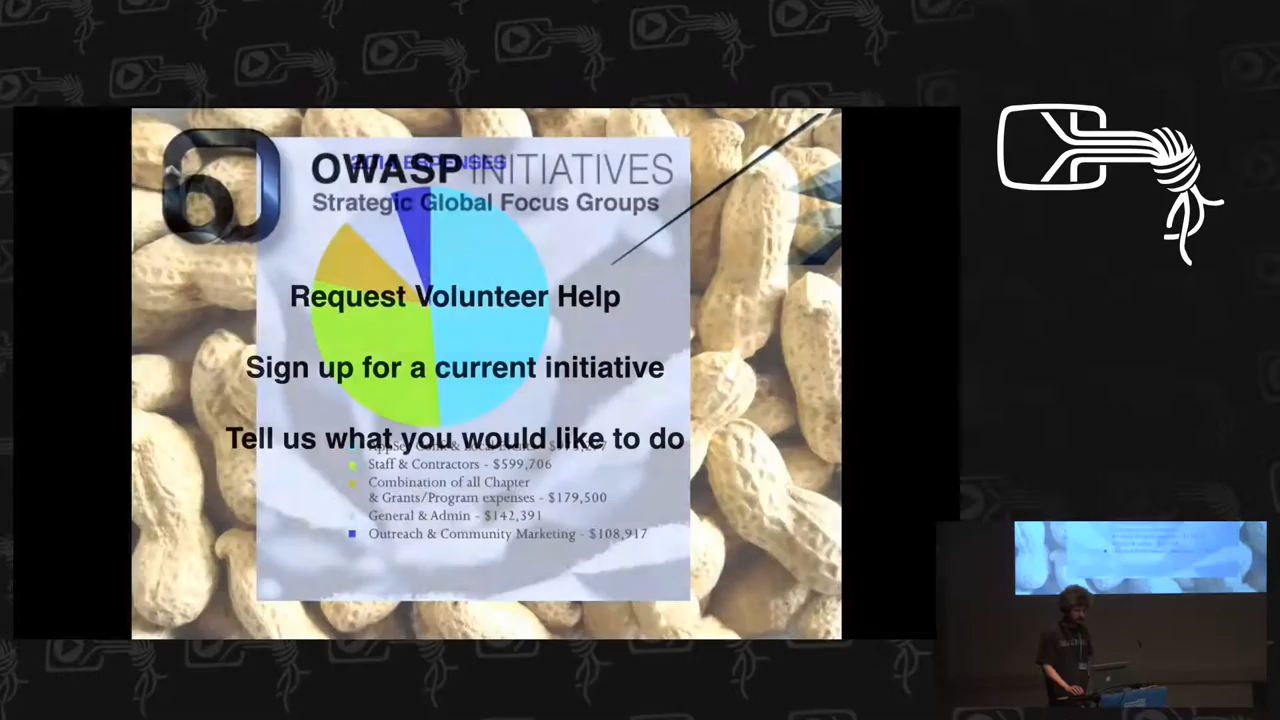 OWASP INITIATIVES
Strategic Global Focus Groups
Request Volunteer Help
Sign up for a current initiative
Tell us what you would like to do
Staff & Contractors - $599,706
Combination of all Chapter
& Grants/Program expenses - $179,500
General & Admin - $142,391
Outreach & Community Marketing - $108,917